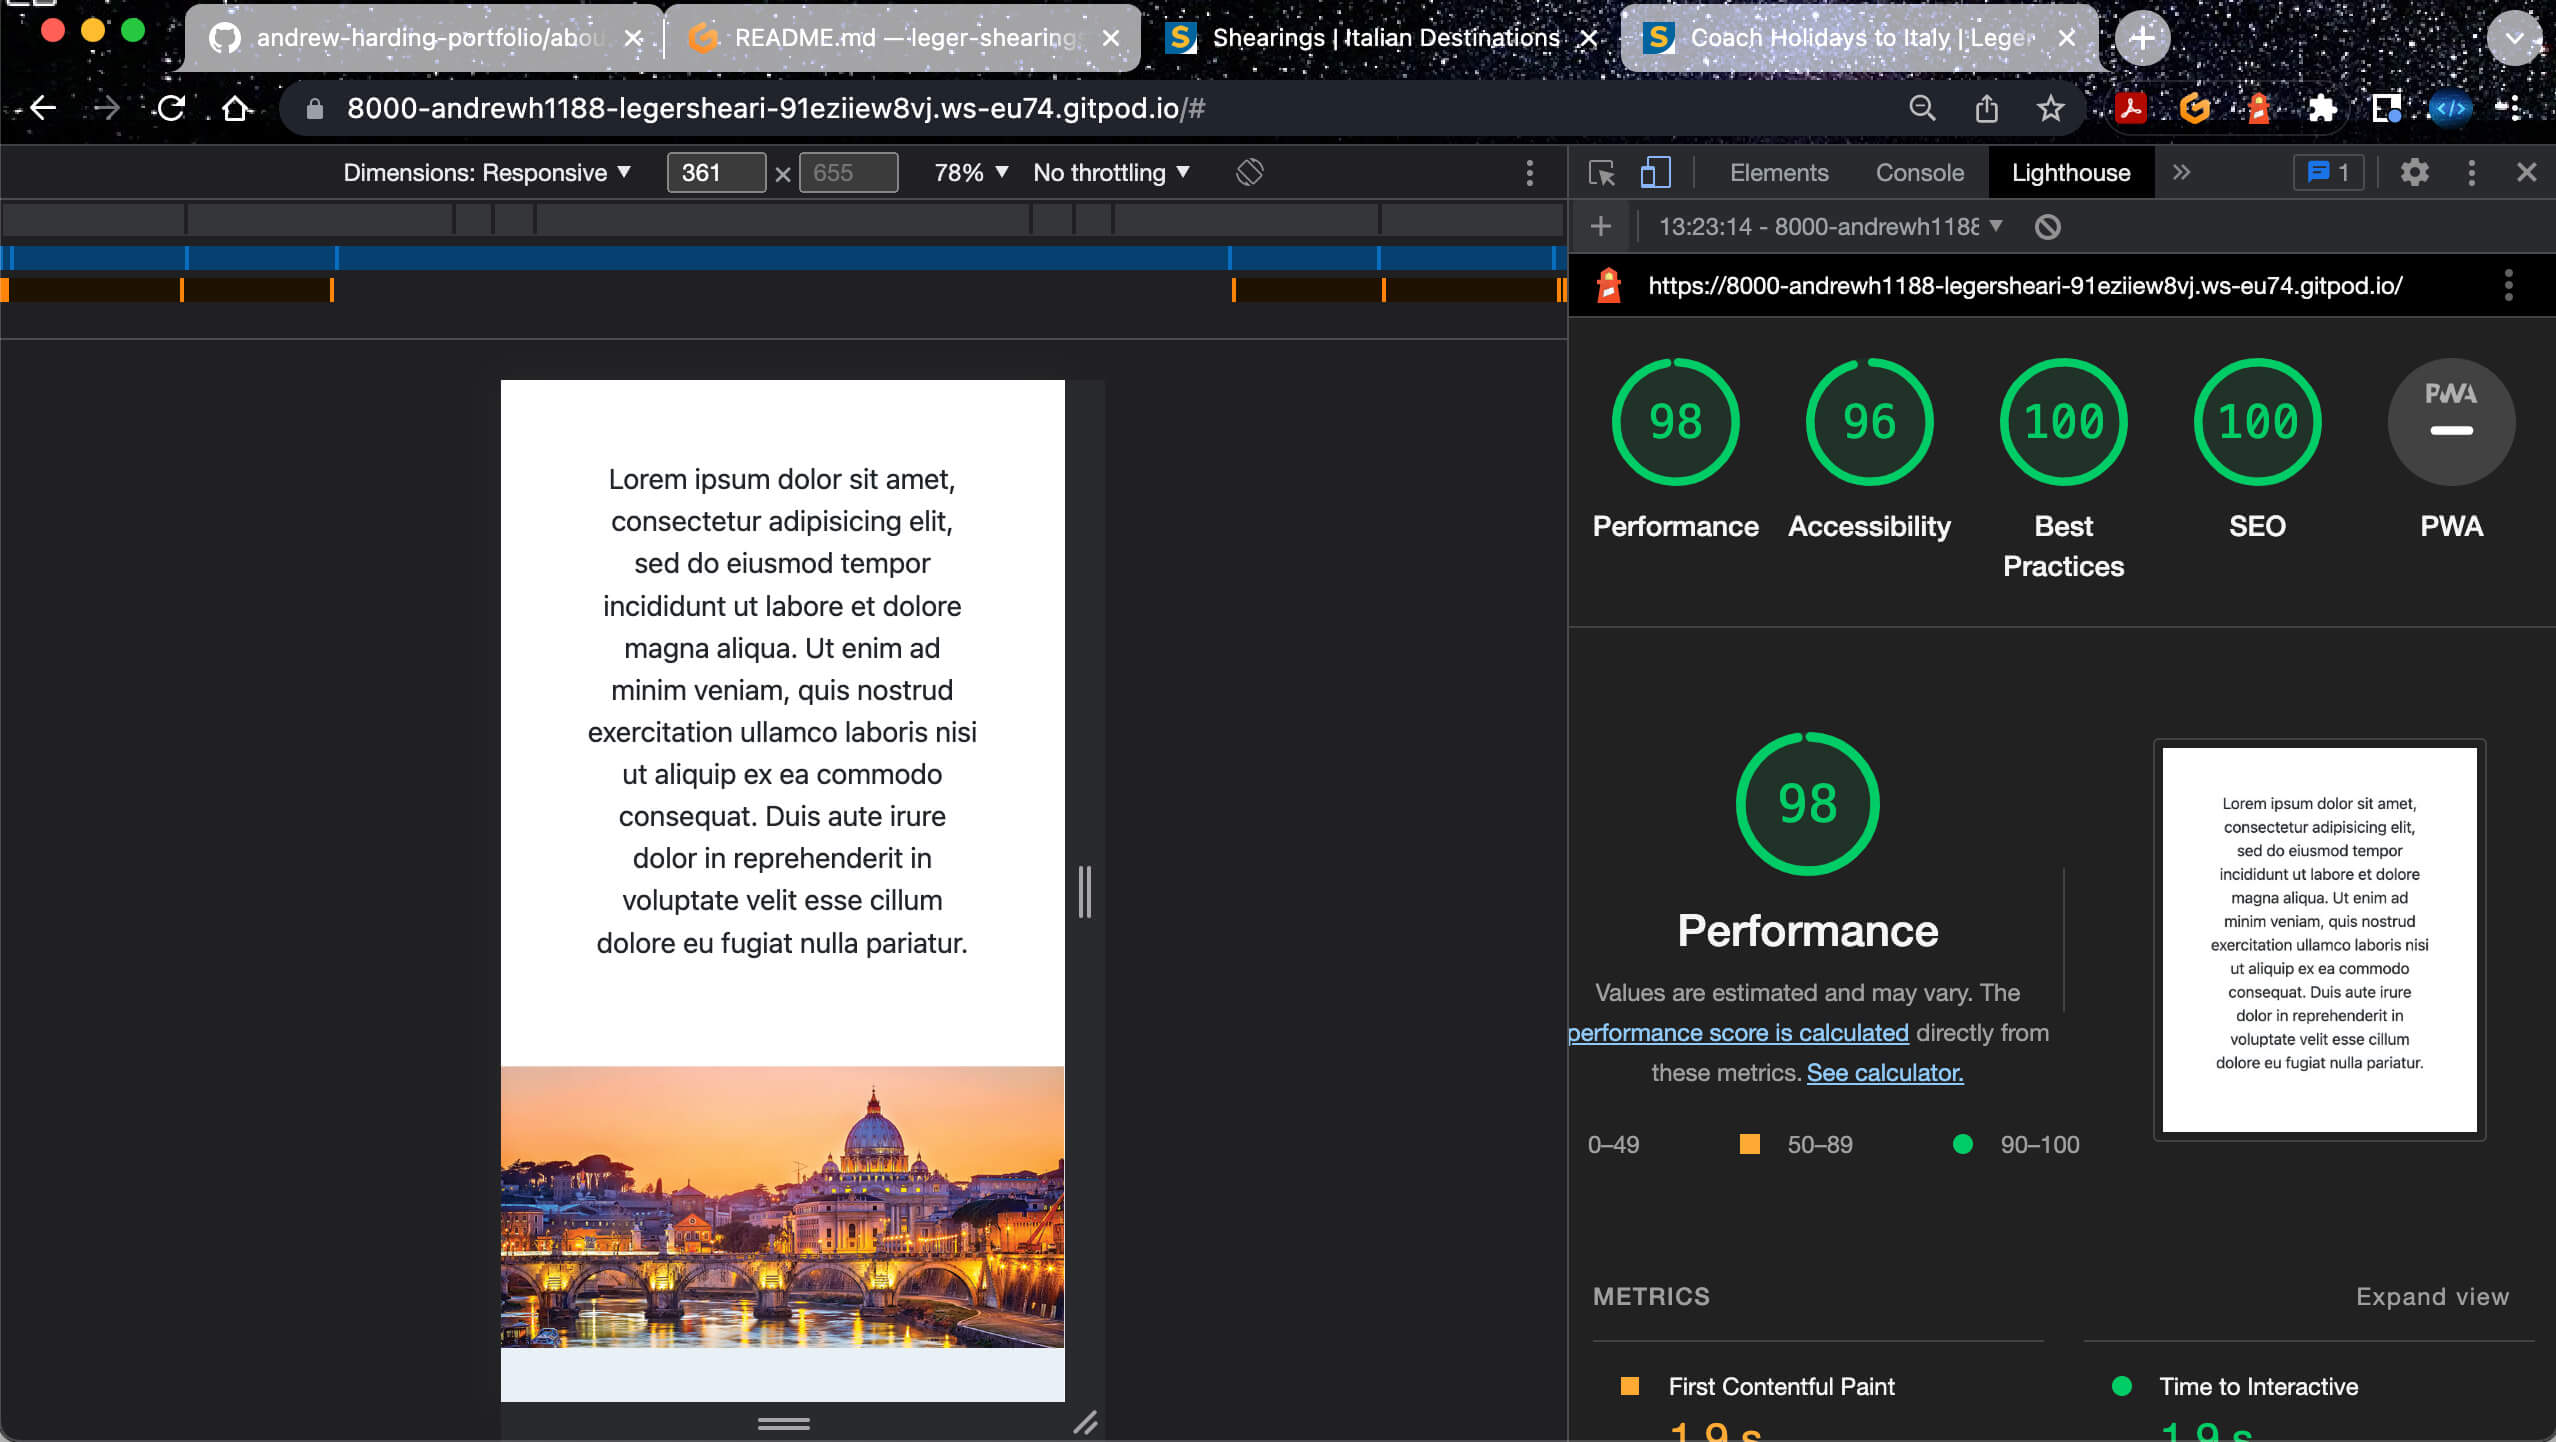 andrew-harding-portfolio/abou
README.md — leger-shearings
Shearings | Italian Destinations
Coach Holidays to Italy | Leger
8000-andrewh1188-legersheari-91eziiew8vj.ws-eu74.gitpod.io/#
Dimensions: Responsive
361
×
655
78%
No throttling
Elements
Console
Lighthouse
1
13:23:14 - 8000-andrewh1188
https://8000-andrewh1188-legersheari-91eziiew8vj.ws-eu74.gitpod.io/
98
96
100
100
PWA
Performance
Accessibility
Best
Practices
SEO
PWA
Lorem ipsum dolor sit amet,
consectetur adipisicing elit,
sed do eiusmod tempor
incididunt ut labore et dolore
magna aliqua. Ut enim ad
minim veniam, quis nostrud
exercitation ullamco laboris nisi
ut aliquip ex ea commodo
consequat. Duis aute irure
dolor in reprehenderit in
voluptate velit esse cillum
dolore eu fugiat nulla pariatur.
98
Performance
Values are estimated and may vary. The
performance score is calculated directly from
these metrics. See calculator.
0–49
50–89
90–100
Lorem ipsum dolor sit amet,
consectetur adipisicing elit,
sed do eiusmod tempor
incididunt ut labore et dolore
magna aliqua. Ut enim ad
minim veniam, quis nostrud
exercitation ullamco laboris nisi
ut aliquip ex ea commodo
consequat. Duis aute irure
dolor in reprehenderit in
voluptate velit esse cillum
dolore eu fugiat nulla pariatur.
METRICS
Expand view
First Contentful Paint
1.9 s
Time to Interactive
1.9 s